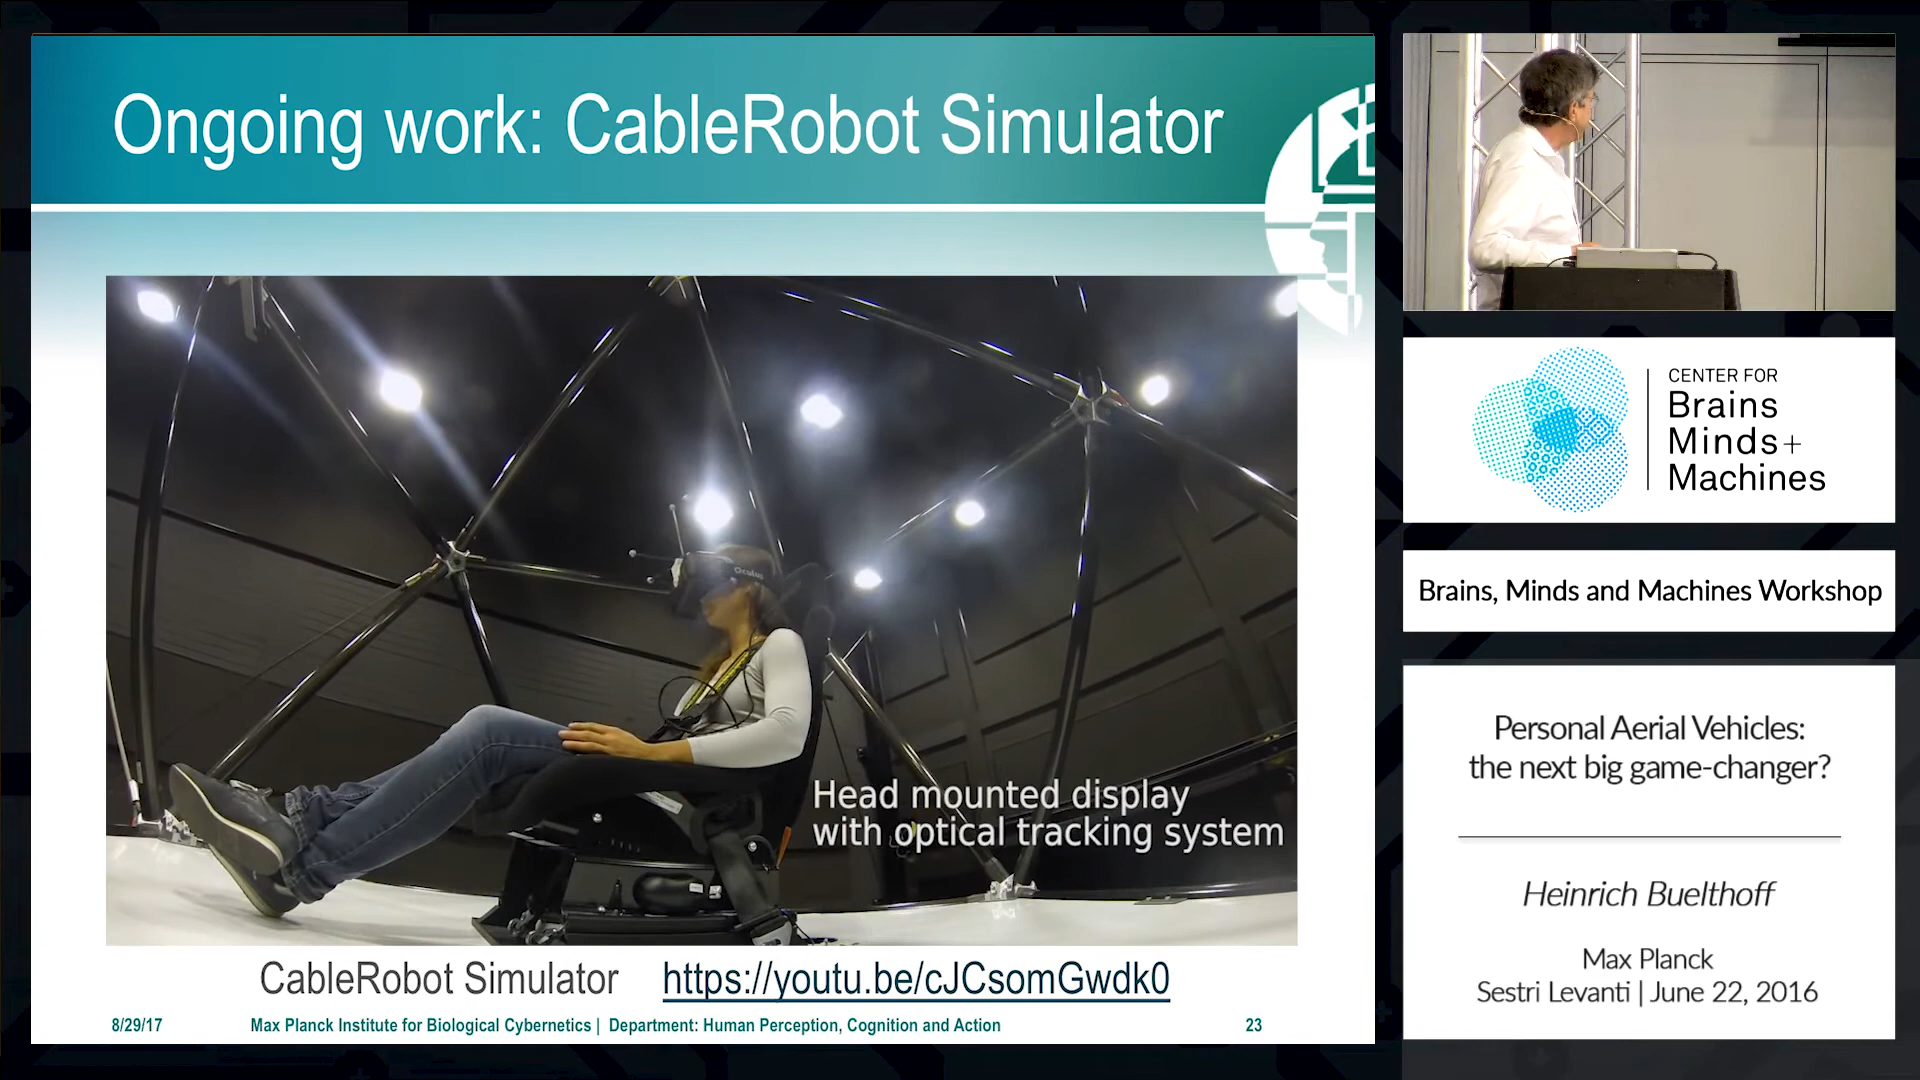 Ongoing work: CableRobot Simulator
Oculus
Head mounted display
with optical tracking system
CableRobot Simulator https://youtu.be/cJCsomGwdk0
8/29/17 Max Planck Institute for Biological Cybernetics | Department: Human Perception, Cognition and Action 23
CENTER FOR
Brains
Minds+
Machines
Brains, Minds and Machines Workshop
Personal Aerial Vehicles:
the next big game-changer?
Heinrich Buelthoff
Max Planck
Sestri Levanti | June 22, 2016